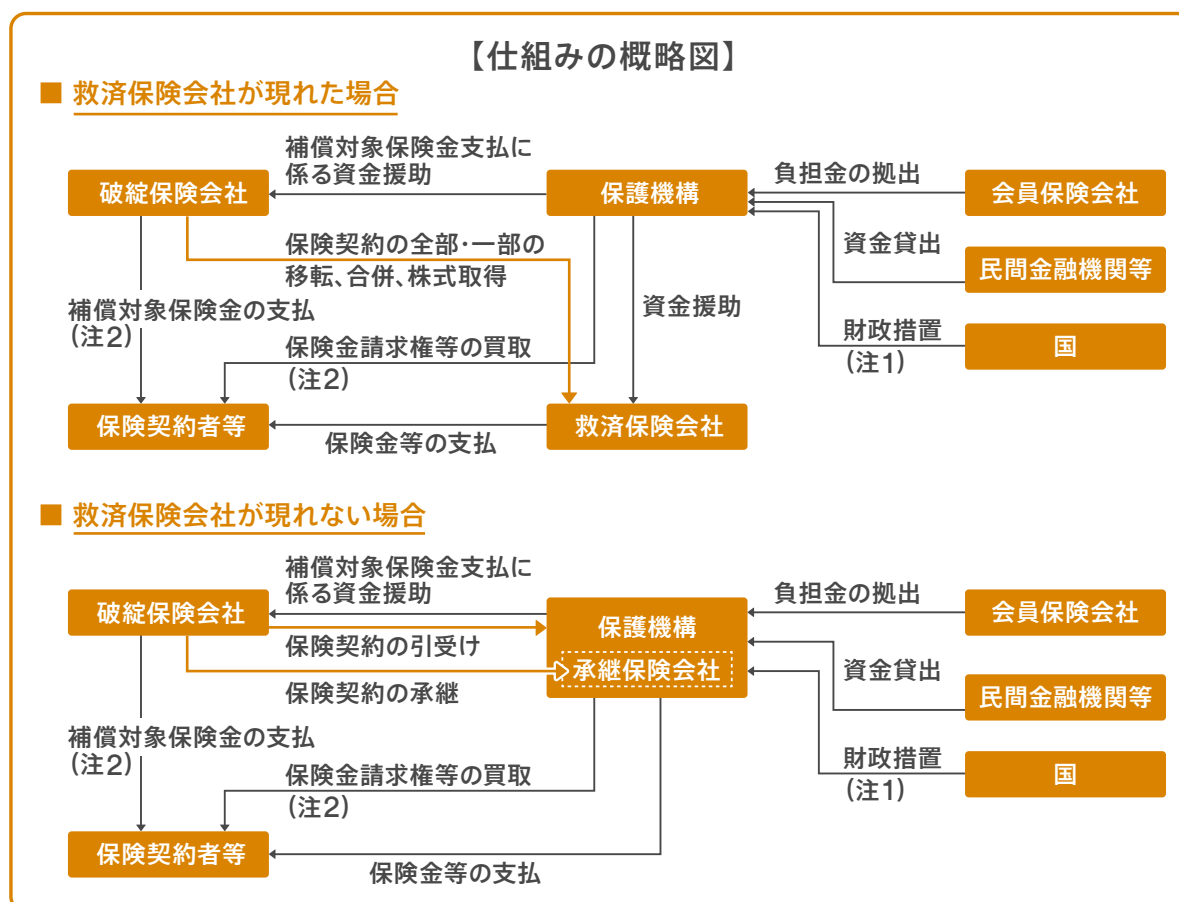 【仕組みの概略図】
■ 救済保険会社が現れた場合
補償対象保険金支払に
係る資金援助
破綻保険会社
保護機構
負担金の拠出
会員保険会社
保険契約の全部・一部の
移転、合併、株式取得
資金貸出
民間金融機関等
補償対象保険金の支払
(注2)
資金援助
保険金請求権等の買取
(注2)
財政措置
(注1)
国
保険契約者等
保険金等の支払
救済保険会社
■ 救済保険会社が現れない場合
補償対象保険金支払に
係る資金援助
破綻保険会社
保護機構
負担金の拠出
会員保険会社
保険契約の引受け
承継保険会社
資金貸出
保険契約の承継
民間金融機関等
補償対象保険金の支払
(注2)
保険金請求権等の買取
(注2)
財政措置
(注1)
国
保険契約者等
保険金等の支払